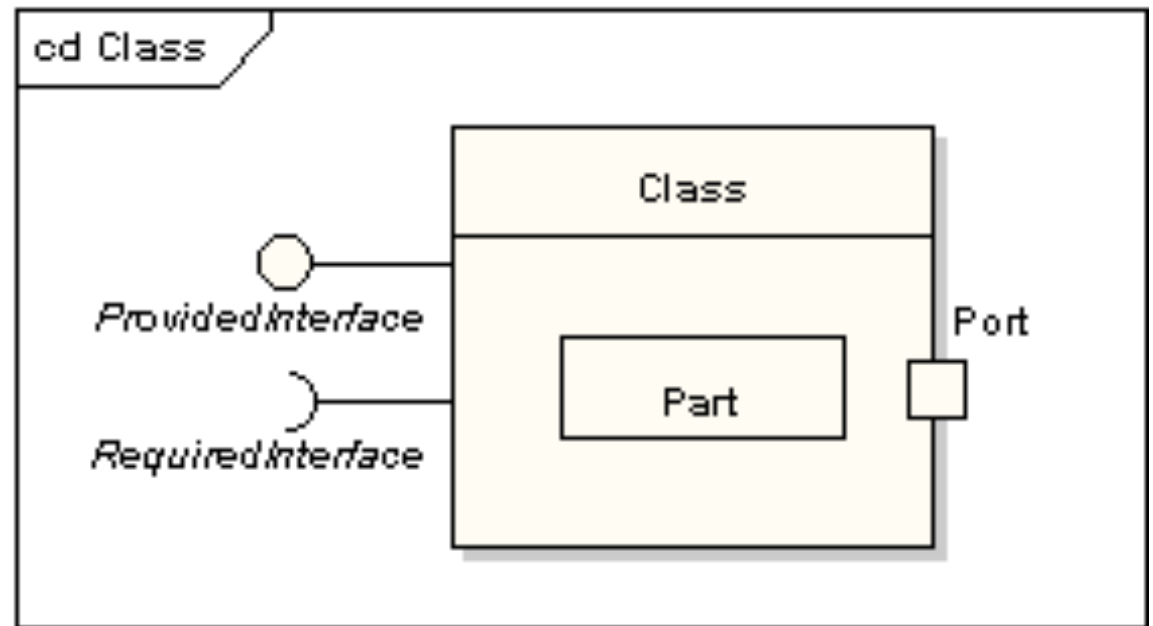 cd Class
Class
ProvidedInterface
Port
Part
RequiredInterface